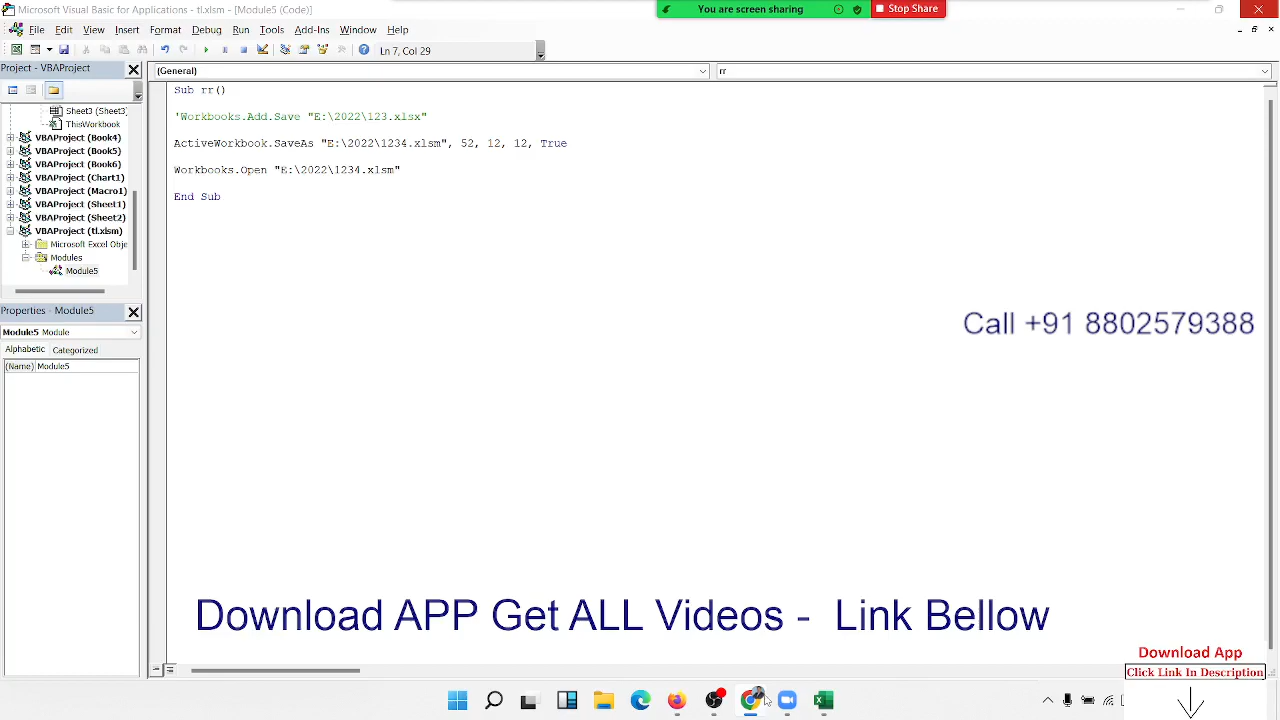 Microsoft Visual Basic for Applications - tl.xlsm - [Module5 (Code)]
You are screen sharing
Stop Share
File Edit View Insert Format Debug Run Tools Add-Ins Window Help
Ln 7, Col 29
Project - VBAProject
(General)
rr
Sheet3 (Sheet3
ThisWorkbook
VBAProject (Book4)
VBAProject (Book5)
VBAProject (Book6)
VBAProject (Chart1)
VBAProject (Macro1)
VBAProject (Sheet1)
VBAProject (Sheet2)
VBAProject (tl.xlsm)
Microsoft Excel Obje
Modules
Module5
Sub rr()
'Workbooks.Add.Save "E:\2022\123.xlsx"
ActiveWorkbook.SaveAs "E:\2022\1234.xlsm", 52, 12, 12, True
Workbooks.Open "E:\2022\1234.xlsm"
End Sub
Properties - Module5
Module5 Module
Alphabetic Categorized
(Name) Module5
Call +91 8802579388
Download APP Get ALL Videos - Link Bellow
Download App
Click Link In Description